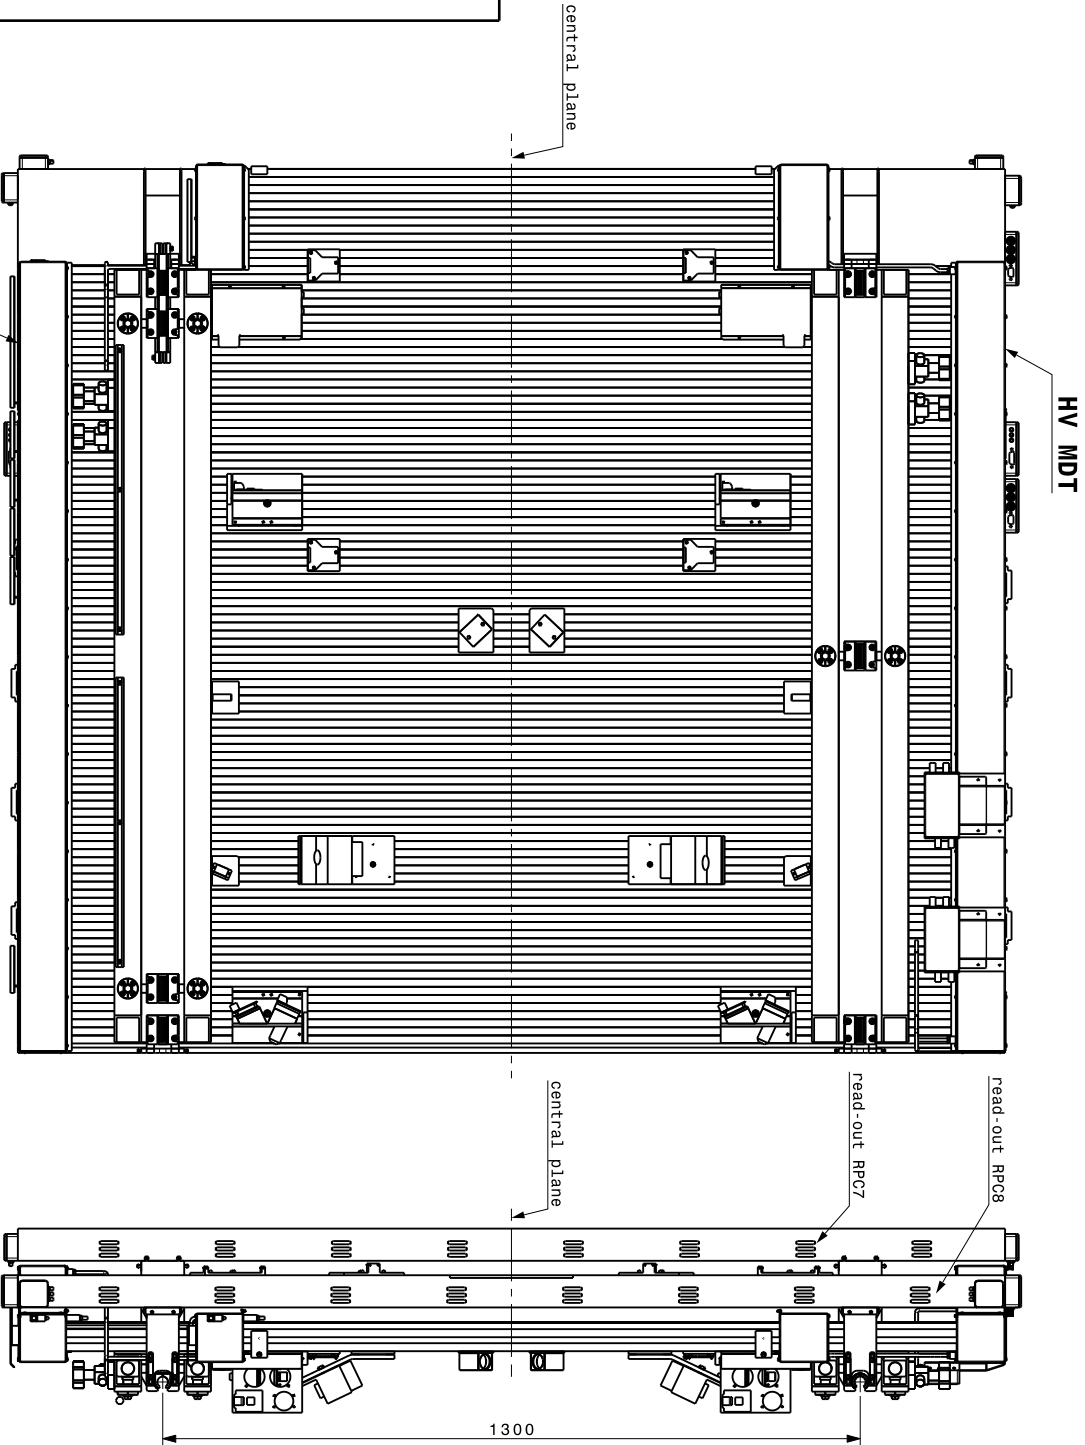 central plane
HV MDT
central plane
read-out RPC7
read-out RPC8
1300